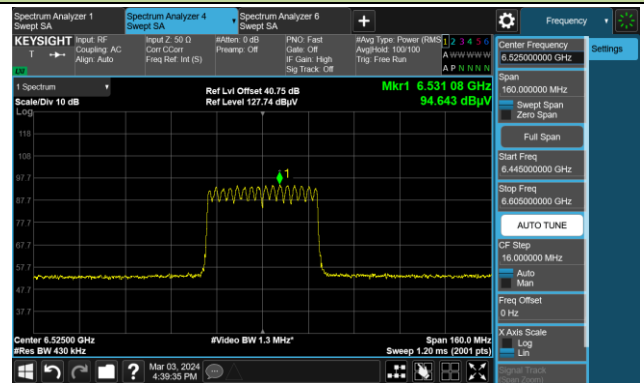 Spectrum Analyzer 1
Swept SA
Spectrum Analyzer 4
Swept SA
Spectrum Analyzer 6
Swept SA
Frequency
KEYSIGHT
T
LXI
Input: RF
Coupling: AC
Align: Auto
Input Z: 50 Ω
Corr CCorr
Freq Ref: Int (S)
#Atten: 0 dB
Preamp: Off
PNO: Fast
Gate: Off
IF Gain: High
Sig Track: Off
#Avg Type: Power (RMS
Avg|Hold: 100/100
Trig: Free Run
1 2 3 4 5 6
A W W W W W
A P N N N N
Center Frequency
6.525000000 GHz
Settings
Span
160.000000 MHz
Swept Span
Zero Span
Full Span
Start Freq
6.445000000 GHz
Stop Freq
6.605000000 GHz
AUTO TUNE
CF Step
16.000000 MHz
Auto
Man
Freq Offset
0 Hz
X Axis Scale
Log
Lin
Signal Track
(Span Zoom)
1 Spectrum
Scale/Div 10 dB
Log
Ref Lvl Offset 40.75 dB
Ref Level 127.74 dBµV
Mkr1 6.531 08 GHz
94.643 dBµV
118
108
97.7
87.7
77.7
67.7
57.7
47.7
37.7
1
Center 6.52500 GHz
#Res BW 430 kHz
#Video BW 1.3 MHz*
Span 160.0 MHz
Sweep 1.20 ms (2001 pts)
?
Mar 03, 2024
4:39:35 PM